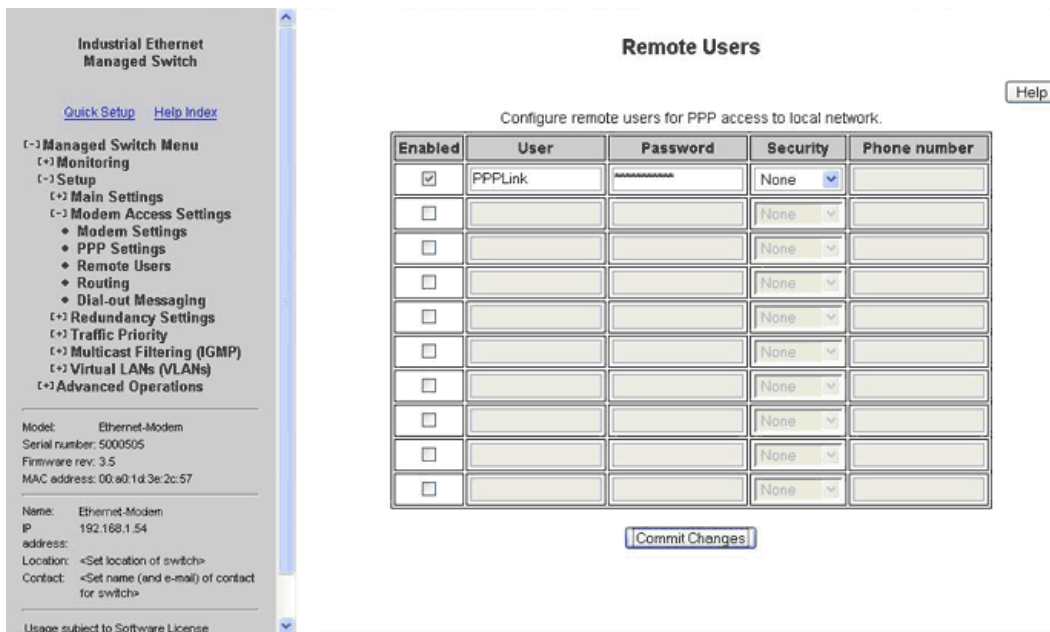 Industrial Ethernet
Managed Switch
Quick Setup Help Index
[-] Managed Switch Menu
[+] Monitoring
[-] Setup
[+] Main Settings
[-] Modem Access Settings
Modem Settings
PPP Settings
Remote Users
Routing
Dial-out Messaging
[+] Redundancy Settings
[+] Traffic Priority
[+] Multicast Filtering (IGMP)
[+] Virtual LANs (VLANs)
[+] Advanced Operations
Model: Ethernet-Modem
Serial number: 5000505
Firmware rev: 3.5
MAC address: 00:a0:1d:3e:2c:57
Name: Ethernet-Modem
IP address: 192.168.1.54
Location: <Set location of switch>
Contact: <Set name (and e-mail) of contact
for switch>
Usage subject to Software License
Remote Users
Help
Configure remote users for PPP access to local network.
Enabled User Password Security Phone number
PPPLink ************ None
None
None
None
None
None
None
None
None
None
Commit Changes